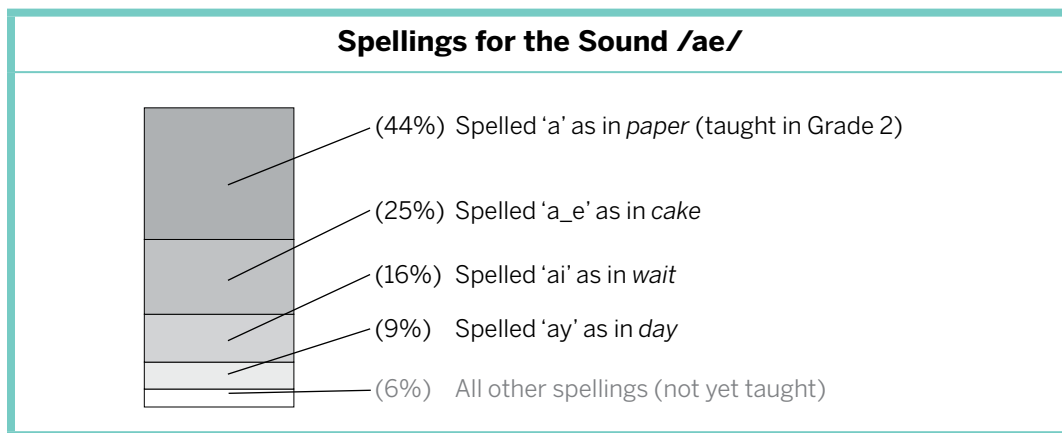 Spellings for the Sound /ae/
(44%) Spelled ‘a’ as in paper (taught in Grade 2)
(25%) Spelled ‘a_e’ as in cake
(16%) Spelled ‘ai’ as in wait
(9%) Spelled ‘ay’ as in day
(6%) All other spellings (not yet taught)